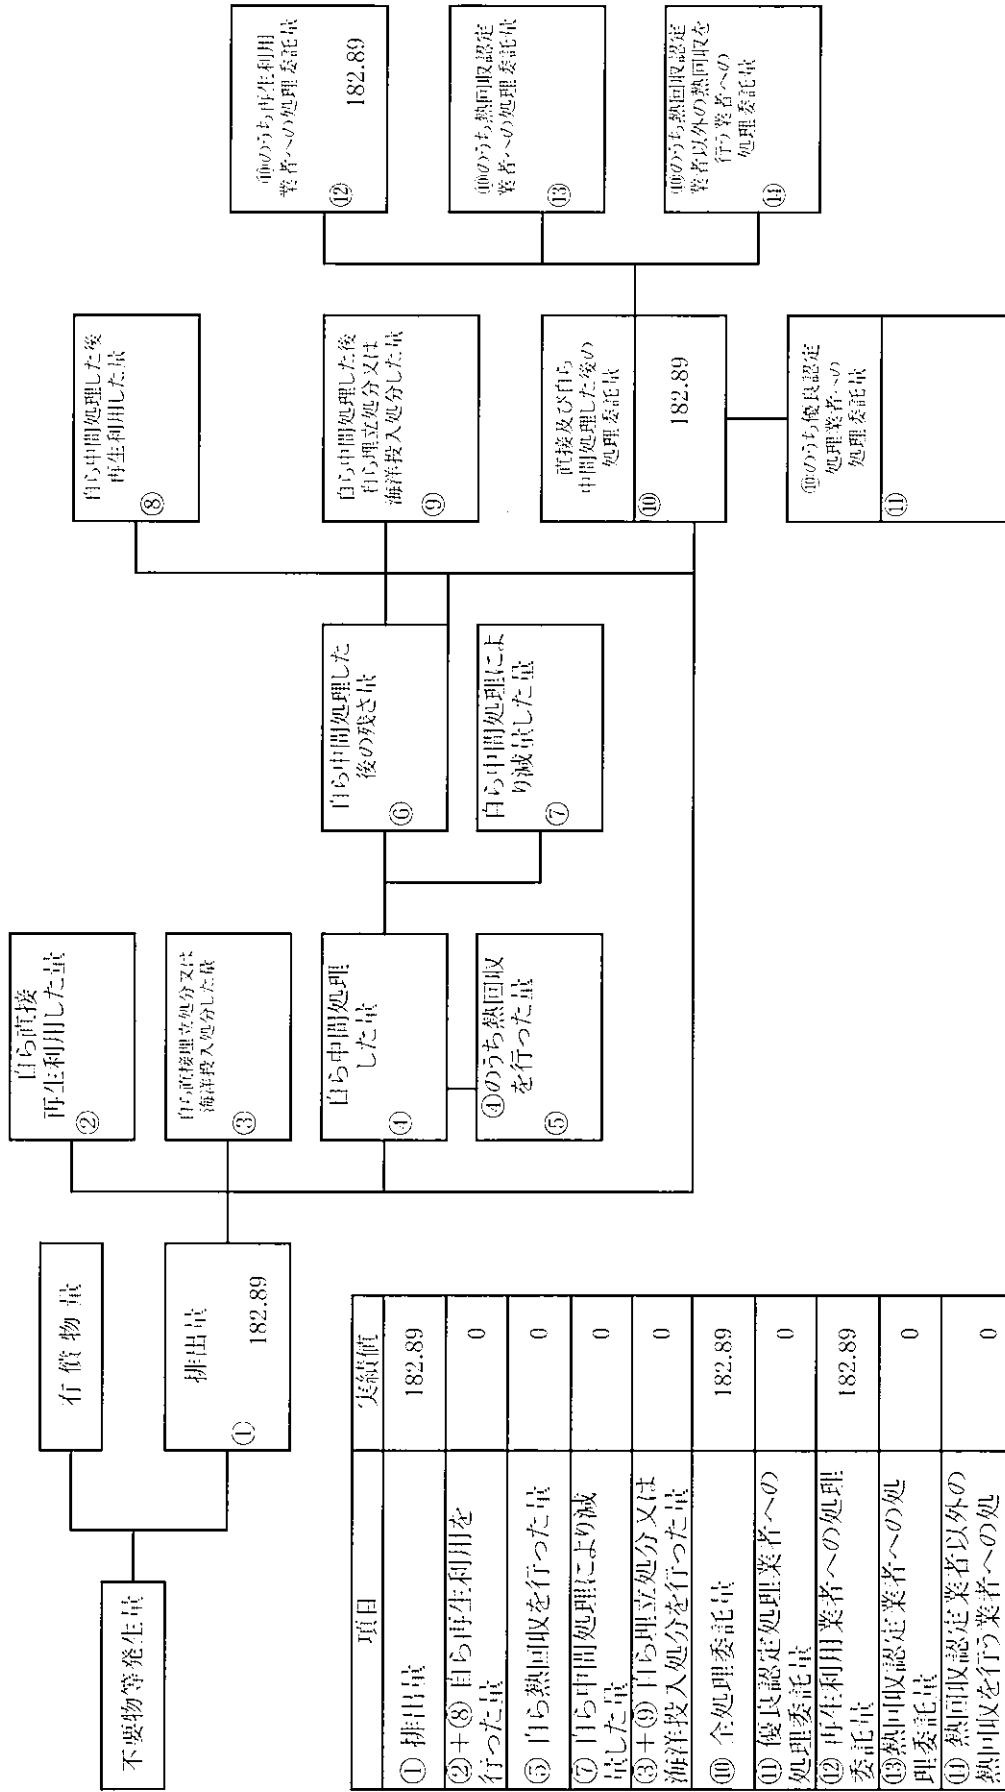 不要物等発生量
有償物量
排出量
①
182.89
自ら直接
再生利用した量
②
自ら直接埋立処分又は
海洋投入処分した量
③
自ら中間処理
した量
④
④のうち熱回収
を行った量
⑤
自ら中間処理した
後の残さ量
⑥
自ら中間処理によ
り減量した量
⑦
自ら中間処理した後
再生利用した量
⑧
自ら中間処理した後
自ら埋立処分又は
海洋投入処分した量
⑨
直接及び自ら
中間処理した後の
処理委託量
⑩
182.89
⑩のうち優良認定
処理業者への
処理委託量
⑪
⑩のうち再生利用
業者への処理委託量
⑫
182.89
⑩のうち熱回収認定
業者への処理委託量
⑬
⑩のうち熱回収認定
業者以外の熱回収を
行う業者への
処理委託量
⑭
項目 実績値
①排出量 182.89
②+⑧ 自ら再生利用を
行った量 0
⑤ 自ら熱回収を行った量 0
⑦ 自ら中間処理により減
量した量 0
③+⑨ 自ら埋立処分又は
海洋投入処分を行った量 0
⑩ 全処理委託量 182.89
⑪ 優良認定処理業者への
処理委託量 0
⑫ 再生利用業者への処理
委託量 182.89
⑬熱回収認定業者への処
理委託量 0
⑭ 熱回収認定業者以外の
熱回収を行う業者への処 0